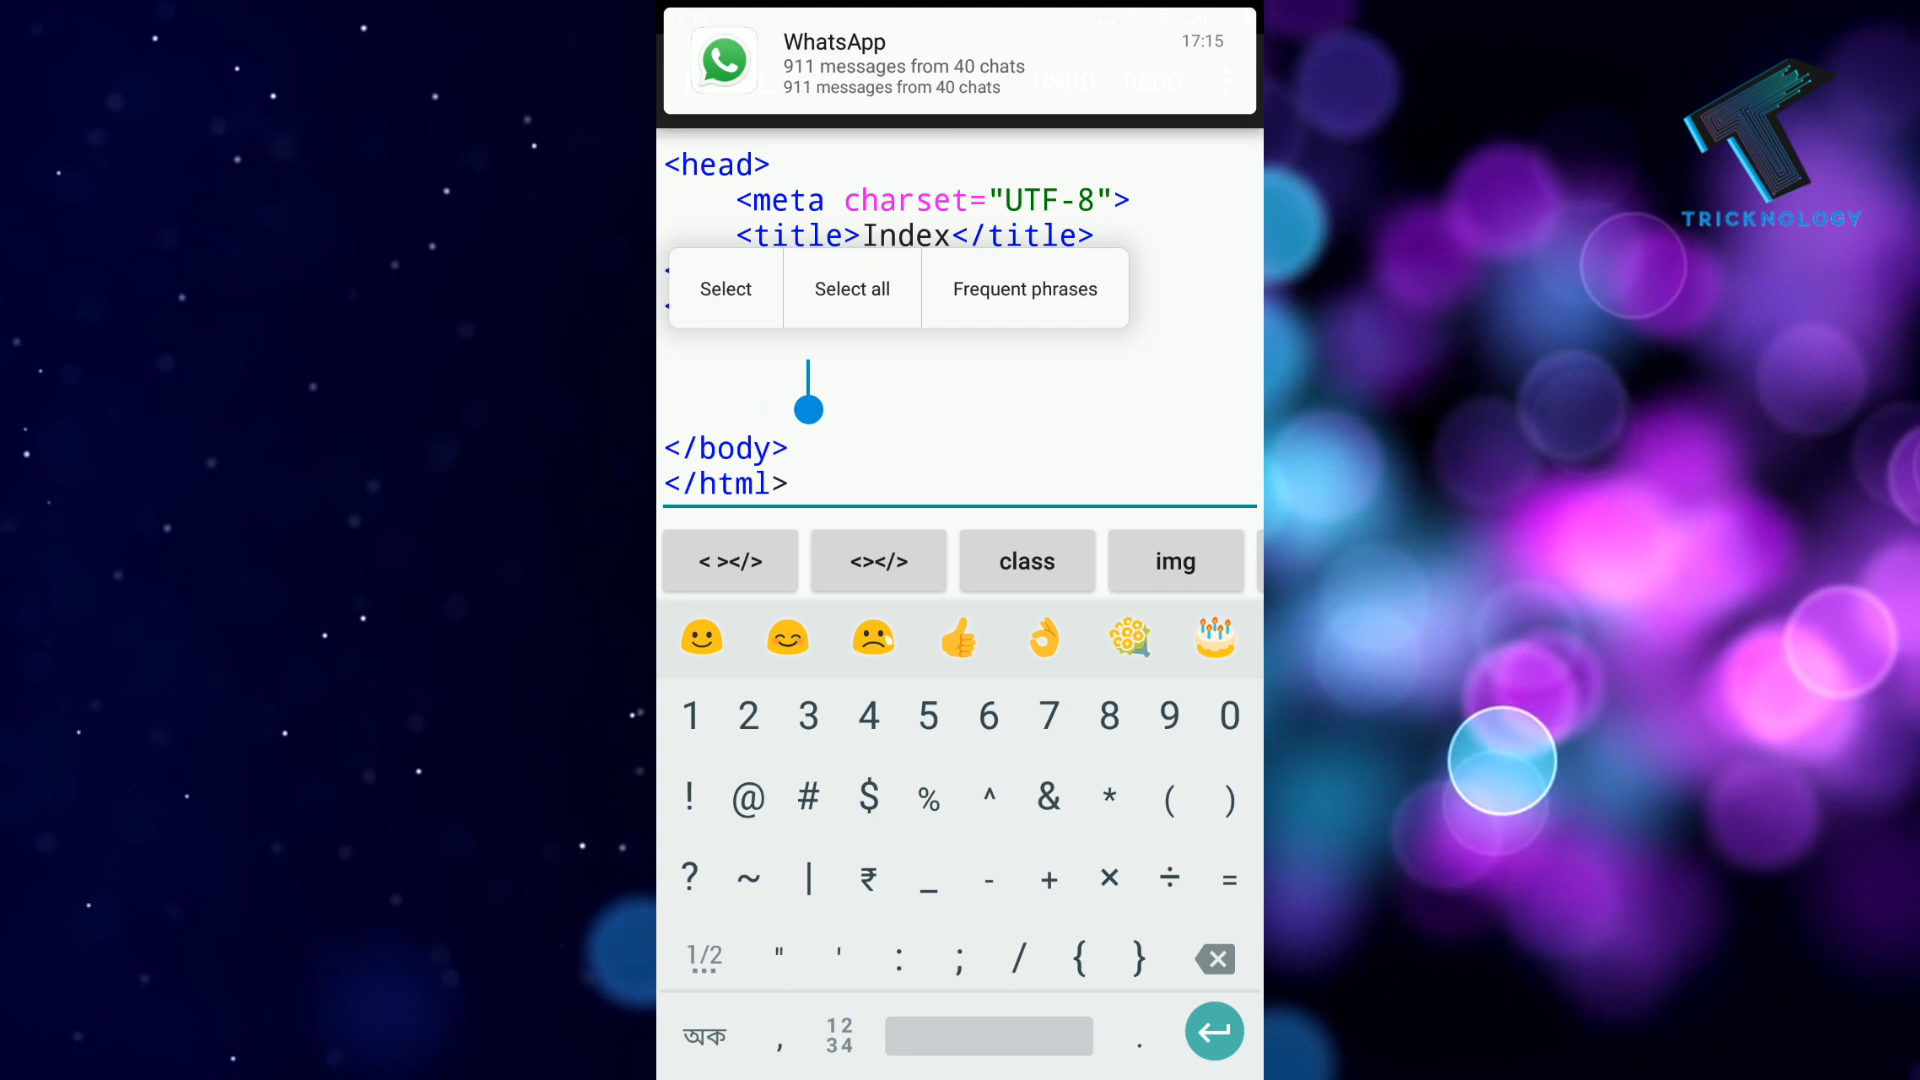 WhatsApp
17:15
911 messages from 40 chats
911 messages from 40 chats
UNDO REDO
<head>
<meta charset="UTF-8">
<title>Index</title>
Select
Select all
Frequent phrases
</body>
</html>
< ></>
<></>
class
img
1 2 3 4 5 6 7 8 9 0
! @ # $ % ^ & * ( )
? ~ | ₹ _ - + × ÷ =
1/2 " ' : ; / { }
অক , 12 34 .
TRICKNOLOGY